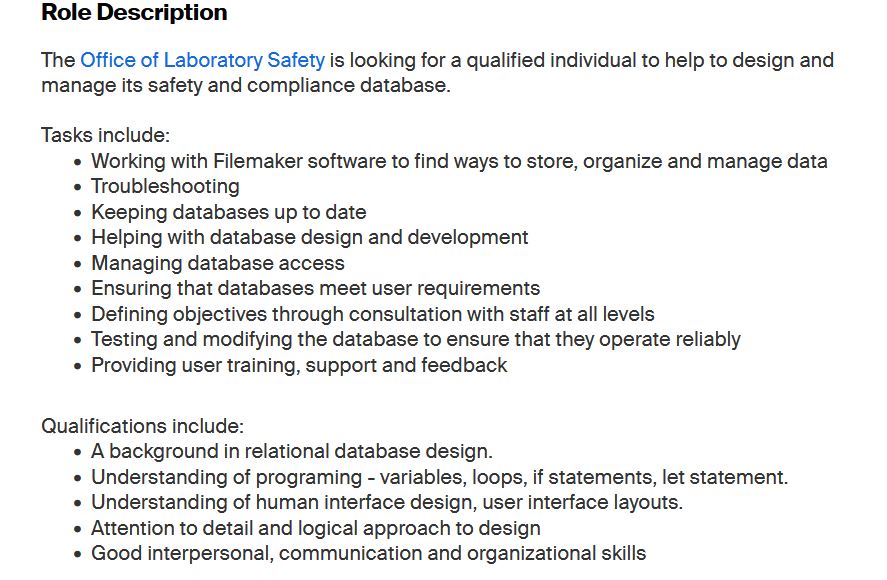 Role Description
The Office of Laboratory Safety is looking for a qualified individual to help to design and
manage its safety and compliance database.
Tasks include:
• Working with Filemaker software to find ways to store, organize and manage data
• Troubleshooting
• Keeping databases up to date
• Helping with database design and development
• Managing database access
• Ensuring that databases meet user requirements
• Defining objectives through consultation with staff at all levels
• Testing and modifying the database to ensure that they operate reliably
• Providing user training, support and feedback
Qualifications include:
• A background in relational database design.
• Understanding of programing - variables, loops, if statements, let statement.
• Understanding of human interface design, user interface layouts.
• Attention to detail and logical approach to design
• Good interpersonal, communication and organizational skills